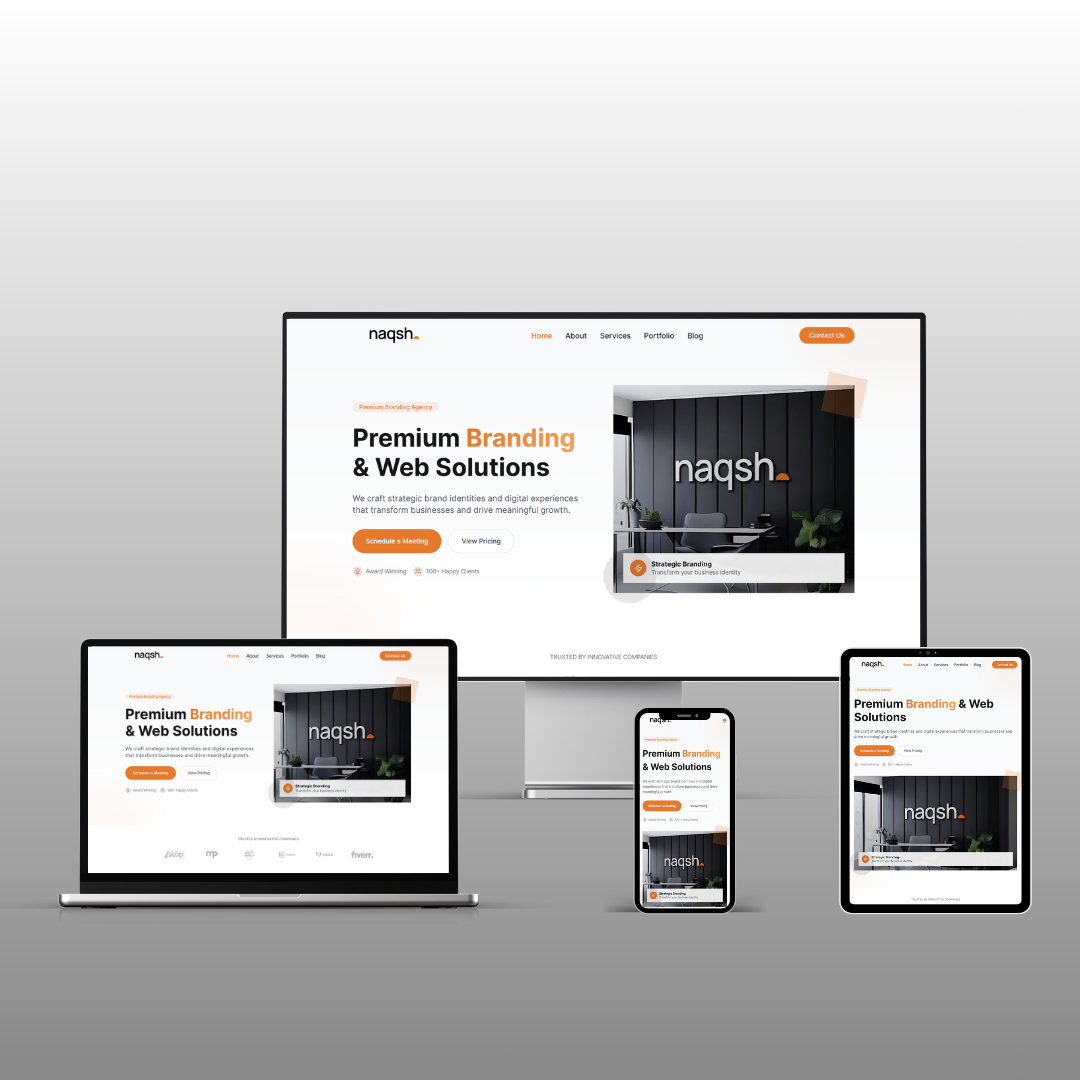 naqsh.
Home About Services Portfolio Blog
Contact Us
Premium Branding Agency
Premium Branding
& Web Solutions
We craft strategic brand identities and digital experiences
that transform businesses and drive meaningful growth.
Schedule a Meeting
View Pricing
Award Winning
100+ Happy Clients
naqsh.
Strategic Branding
Transform your business identity
TRUSTED BY INNOVATIVE COMPANIES
naqsh.
Home About Services Portfolio Blog
Contact Us
Premium Branding Agency
Premium Branding
& Web Solutions
We craft strategic brand identities and digital experiences
that transform businesses and drive meaningful growth.
Schedule a Meeting
View Pricing
Award Winning
100+ Happy Clients
naqsh.
Strategic Branding
Transform your business identity
TRUSTED BY INNOVATIVE COMPANIES
mp
Adobe
fiverr.
naqsh.
Premium Branding Agency
Premium Branding
& Web Solutions
We craft strategic brand identities and digital
experiences that transform businesses and drive
meaningful growth.
Schedule a Meeting
View Pricing
Award Winning
100+ Happy Clients
naqsh.
Strategic Branding
Transform your business identity
naqsh.
Home About Services Portfolio Blog
Contact Us
Premium Branding Agency
Premium Branding & Web
Solutions
We craft strategic brand identities and digital experiences that transform businesses and
drive meaningful growth.
Schedule a Meeting
View Pricing
Award Winning
100+ Happy Clients
naqsh.
Strategic Branding
Transform your business identity
TRUSTED BY INNOVATIVE COMPANIES